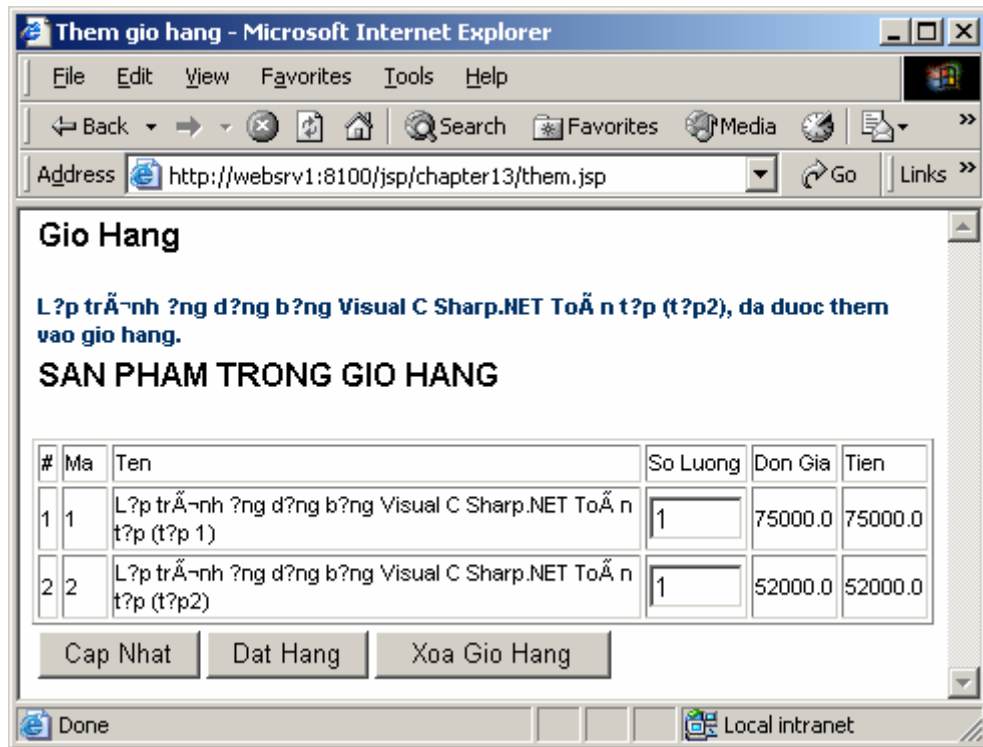 Them gio hang - Microsoft Internet Explorer
File Edit View Favorites Tools Help
Back Search Favorites Media »
Address http://websrv1:8100/jsp/chapter13/them.jsp Go Links »
Gio Hang
L?p trÃ¬nh ?ng d?ng b?ng Visual C Sharp.NET ToÃ n t?p (t?p2), da duoc them
vao gio hang.
SAN PHAM TRONG GIO HANG
# Ma Ten So Luong Don Gia Tien
1 1 L?p trÃ¬nh ?ng d?ng b?ng Visual C Sharp.NET ToÃ n
t?p (t?p 1) 1 75000.0 75000.0
2 2 L?p trÃ¬nh ?ng d?ng b?ng Visual C Sharp.NET ToÃ n
t?p (t?p2) 1 52000.0 52000.0
Cap Nhat Dat Hang Xoa Gio Hang
Done Local intranet